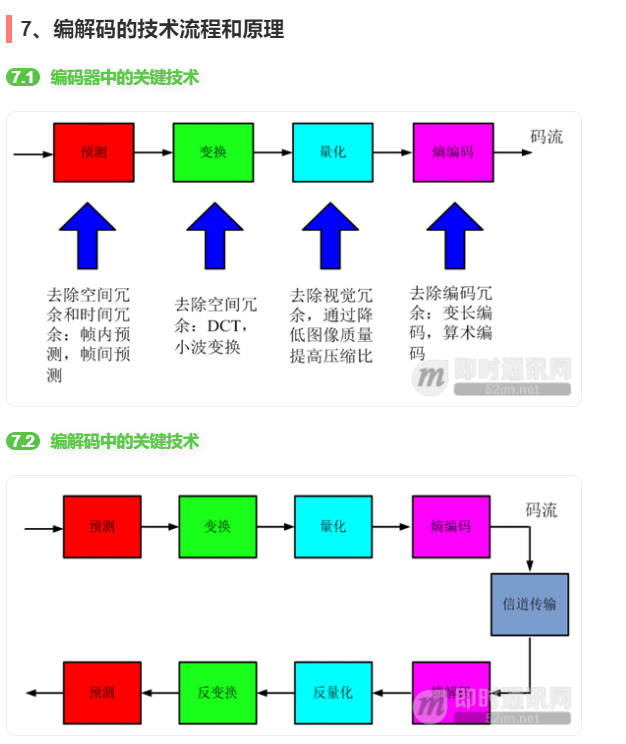 7、编解码的技术流程和原理
7.1 编码器中的关键技术
预测 变换 量化 熵编码 码流
去除空间冗
余和时间冗
余：帧内预
测，帧间预
测
去除空间冗
余：DCT，
小波变换
去除视觉冗
余，通过降
低图像质量
提高压缩比
去除编码冗
余：变长编
码，算术编
码
即时通讯网
52im.net
7.2 编解码中的关键技术
预测 变换 量化 熵编码 码流
信道传输
预测 反变换 反量化 熵解码
即时通讯网
52im.net